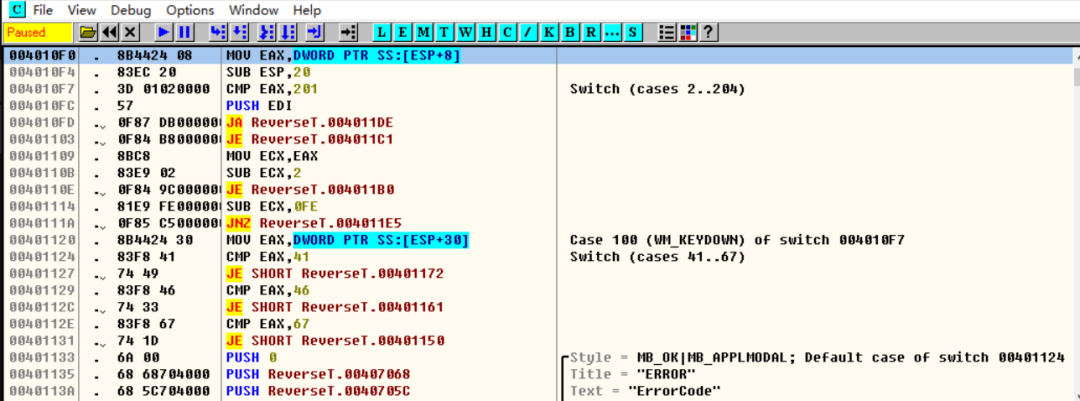 C File View Debug Options Window Help
Paused L E M T W H C / K B R ... S ?
004010F0 . 8B4424 08 MOV EAX,DWORD PTR SS:[ESP+8]
004010F4 . 83EC 20 SUB ESP,20
004010F7 . 3D 01020000 CMP EAX,201 Switch (cases 2..204)
004010FC . 57 PUSH EDI
004010FD .v 0F87 DB000000 JA ReverseT.004011DE
00401103 .v 0F84 B8000000 JE ReverseT.004011C1
00401109 . 8BC8 MOV ECX,EAX
0040110B . 83E9 02 SUB ECX,2
0040110E .v 0F84 9C000000 JE ReverseT.004011B0
00401114 . 81E9 FE000000 SUB ECX,0FE
0040111A .v 0F85 C5000000 JNZ ReverseT.004011E5
00401120 . 8B4424 30 MOV EAX,DWORD PTR SS:[ESP+30] Case 100 (WM_KEYDOWN) of switch 004010F7
00401124 . 83F8 41 CMP EAX,41 Switch (cases 41..67)
00401127 .v 74 49 JE SHORT ReverseT.00401172
00401129 . 83F8 46 CMP EAX,46
0040112C .v 74 33 JE SHORT ReverseT.00401161
0040112E . 83F8 67 CMP EAX,67
00401131 .v 74 1D JE SHORT ReverseT.00401150
00401133 . 6A 00 PUSH 0 Style = MB_OK|MB_APPLMODAL; Default case of switch 00401124
00401135 . 68 68704000 PUSH ReverseT.00407068 Title = "ERROR"
0040113A . 68 5C704000 PUSH ReverseT.0040705C Text = "ErrorCode"